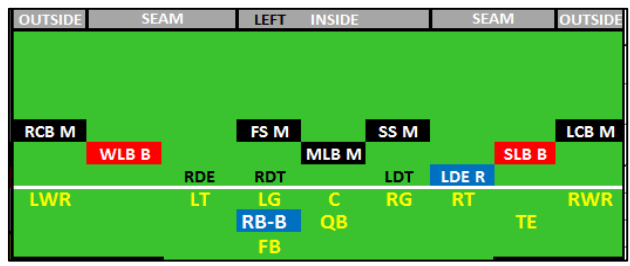 OUTSIDE SEAM LEFT INSIDE SEAM OUTSIDE
RCB M FS M SS M LCB M
WLB B MLB M SLB B
RDE RDT LDT LDE R
LWR LT LG C RG RT RWR
RB-B QB TE
FB